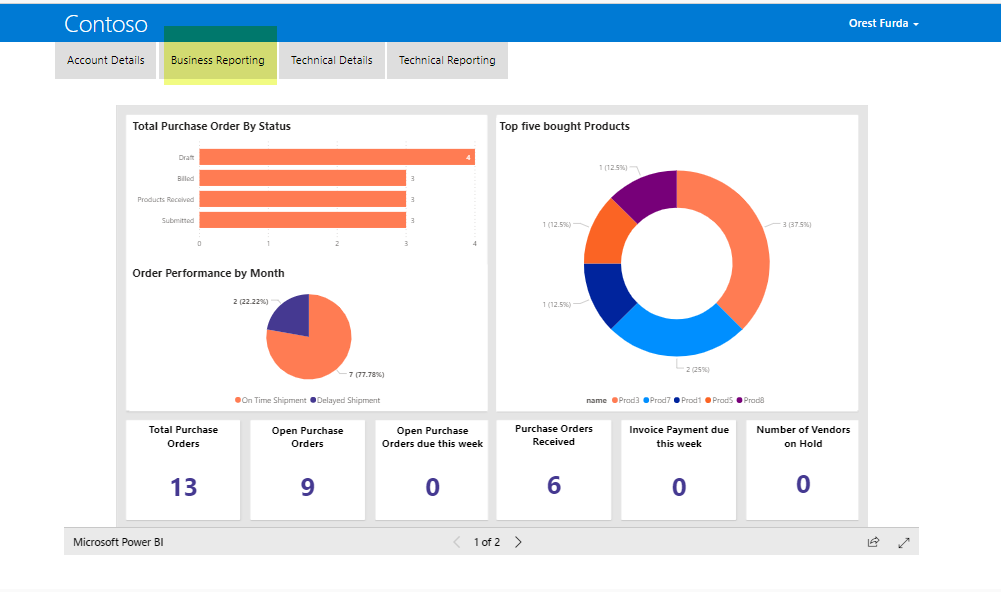 Contoso
Orest Furda
Account Details
Business Reporting
Technical Details
Technical Reporting
Total Purchase Order By Status
Draft
4
Billed
3
Products Received
3
Submitted
3
0
1
2
3
4
Order Performance by Month
2 (22.22%)
7 (77.78%)
On Time Shipment
Delayed Shipment
Top five bought Products
1 (12.5%)
1 (12.5%)
3 (37.5%)
1 (12.5%)
2 (25%)
name Prod3 Prod7 Prod1 Prod5 Prod8
Total Purchase
Orders
13
Open Purchase
Orders
9
Open Purchase
Orders due this week
0
Purchase Orders
Received
6
Invoice Payment due
this week
0
Number of Vendors
on Hold
0
Microsoft Power BI
1 of 2